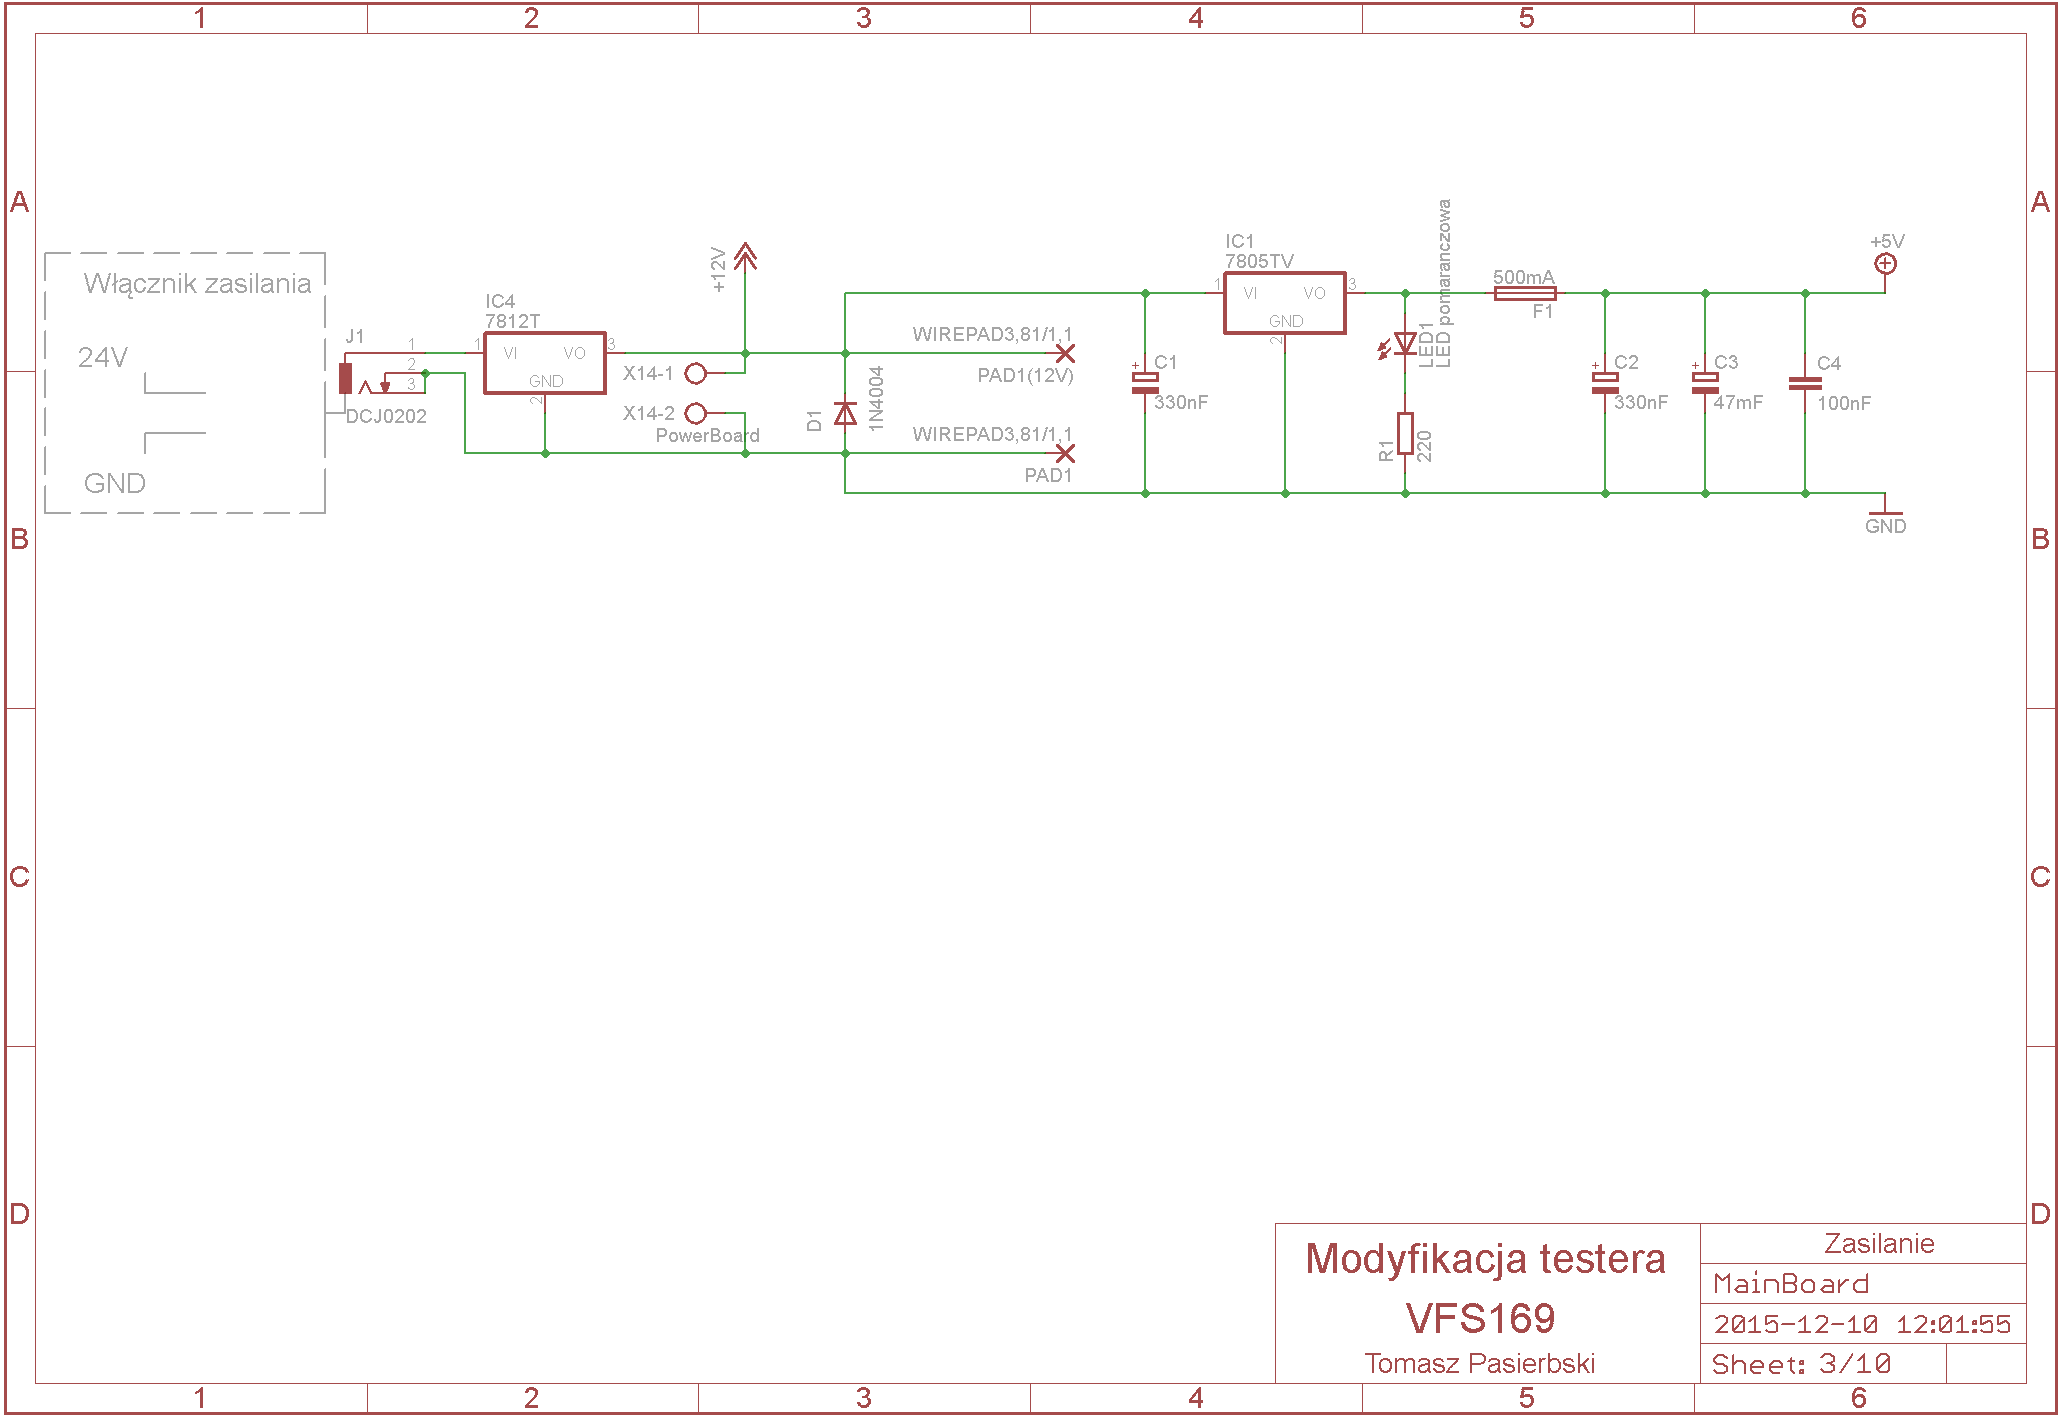 1 2 3 4 5 6
A A
B B
C C
D D
Włącznik zasilania
24V
GND
J1
1
2
3
DCJ0202
IC4
7812T
1 VI VO 3
GND
2
+12V
X14-1
X14-2
PowerBoard
D1
1N4004
WIREPAD3,81/1,1
PAD1(12V)
WIREPAD3,81/1,1
PAD1
+
C1
330nF
IC1
7805TV
1 VI VO 3
GND
2
LED1
LED pomaranczowa
R1
220
500mA
F1
+
C2
330nF
+
C3
47mF
C4
100nF
+5V
GND
Modyfikacja testera
VFS169
Tomasz Pasierbski
Zasilanie
MainBoard
2015-12-10 12:01:55
Sheet: 3/10
1 2 3 4 5 6